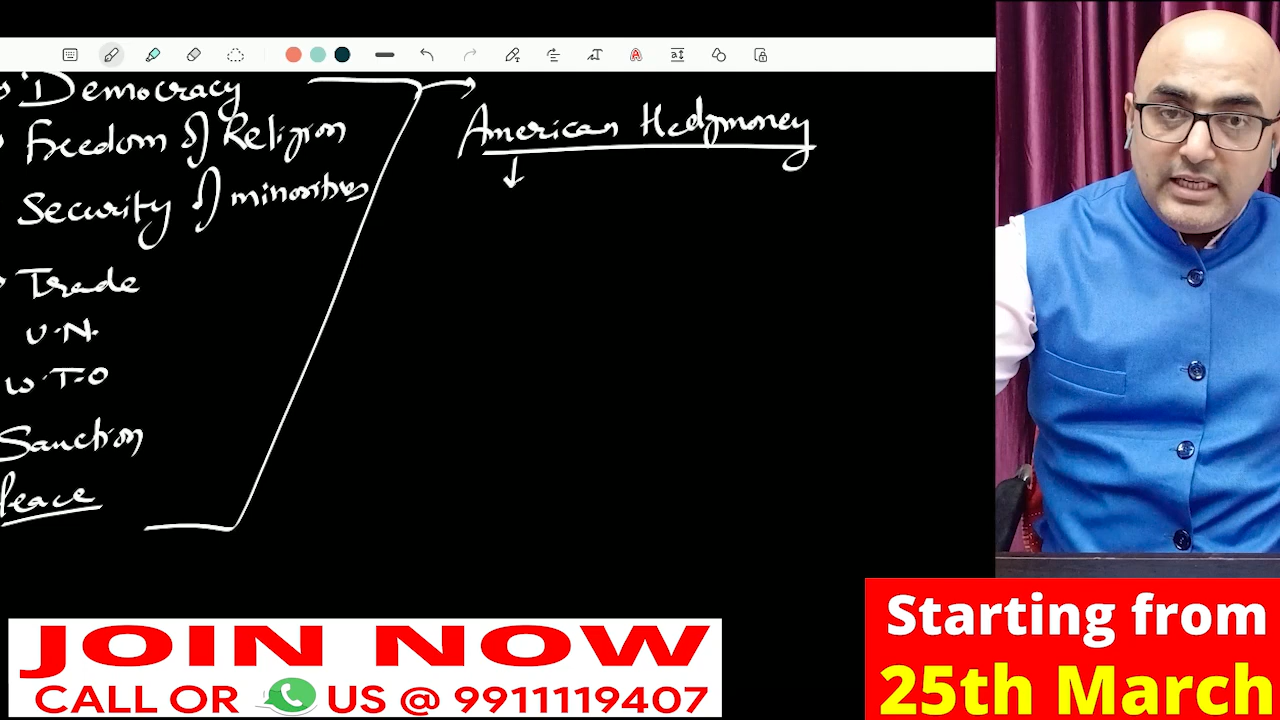 Democracy
Freedom of Religion
Security of minorities
Trade
U.N.
W.T.O
Sanction
Peace
American Hedgmoney
JOIN NOW
CALL OR US @ 9911119407
Starting from
25th March